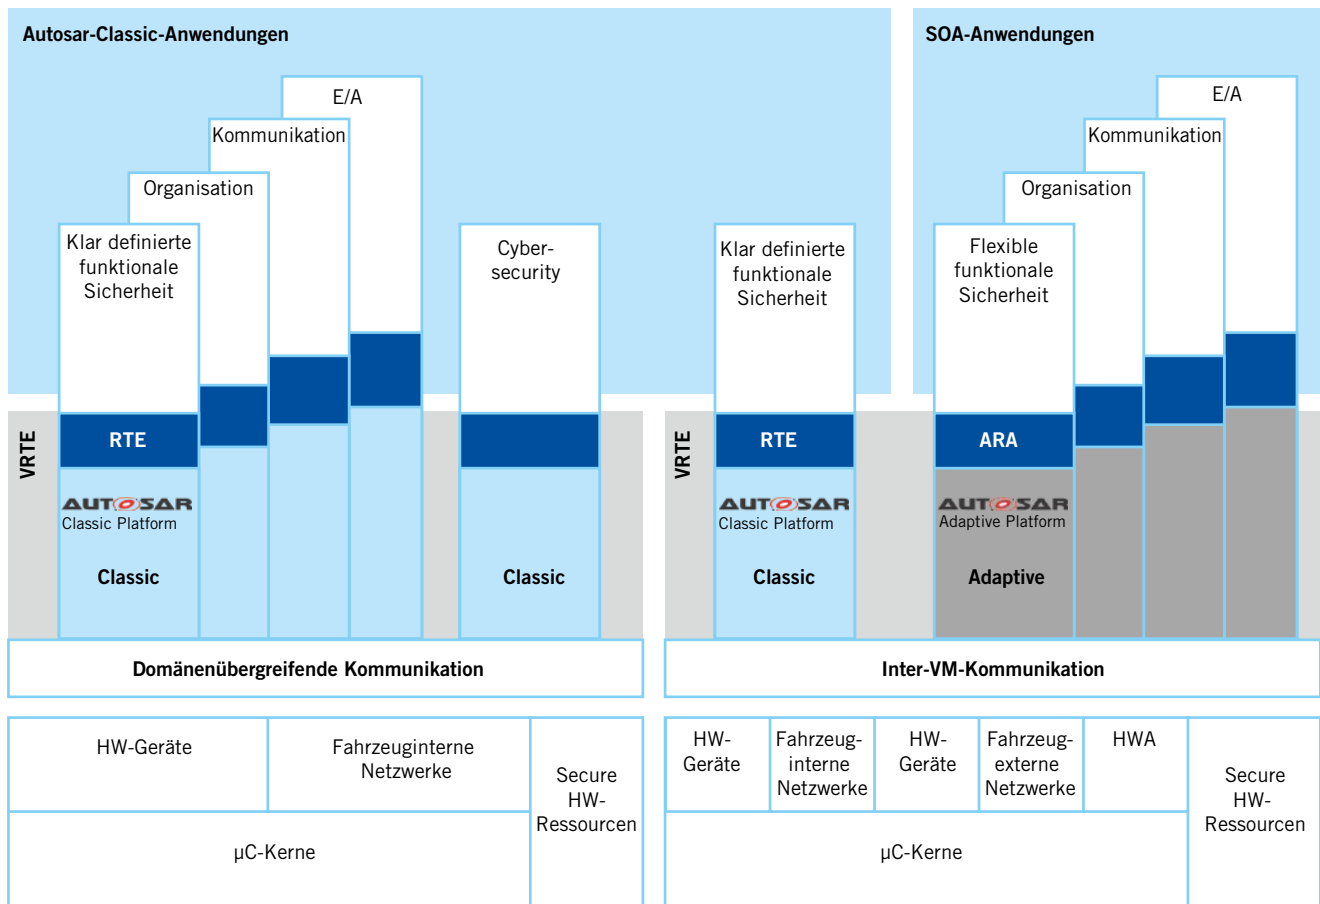 Autosar-Classic-Anwendungen
SOA-Anwendungen
E/A
Kommunikation
Organisation
Klar definierte
funktionale
Sicherheit
Cyber-
security
Klar definierte
funktionale
Sicherheit
E/A
Kommunikation
Organisation
Flexible
funktionale
Sicherheit
VRTE
RTE
AUTOSAR
Classic Platform
Classic
Classic
VRTE
RTE
AUTOSAR
Classic Platform
Classic
ARA
AUTOSAR
Adaptive Platform
Adaptive
Domänenübergreifende Kommunikation
Inter-VM-Kommunikation
HW-Geräte
Fahrzeuginterne
Netzwerke
Secure
HW-
Ressourcen
µC-Kerne
HW-
Geräte
Fahrzeug-
interne
Netzwerke
HW-
Geräte
Fahrzeug-
externe
Netzwerke
HWA
Secure
HW-
Ressourcen
µC-Kerne